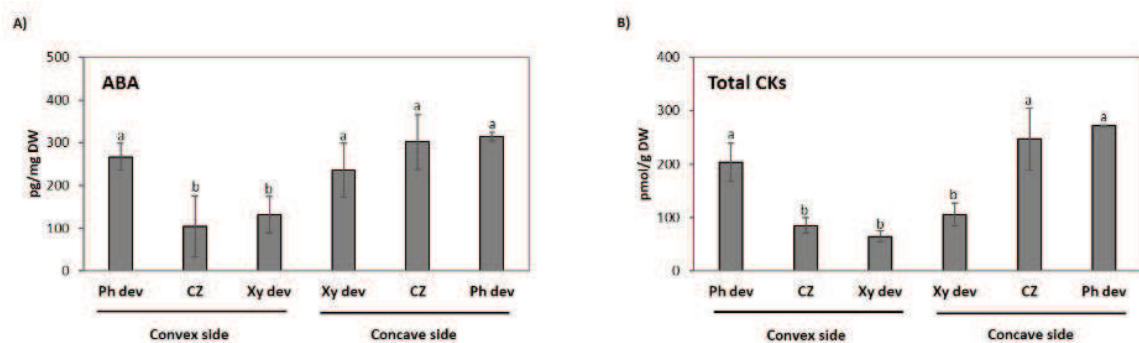 A)
500
400
300
200
100
0
pg/mg DW
ABA
a
b
b
a
a
a
Ph dev CZ Xy dev Xy dev CZ Ph dev
Convex side Concave side
B)
400
300
200
100
0
pmol/g DW
Total CKs
a
b
b
b
a
a
Ph dev CZ Xy dev Xy dev CZ Ph dev
Convex side Concave side